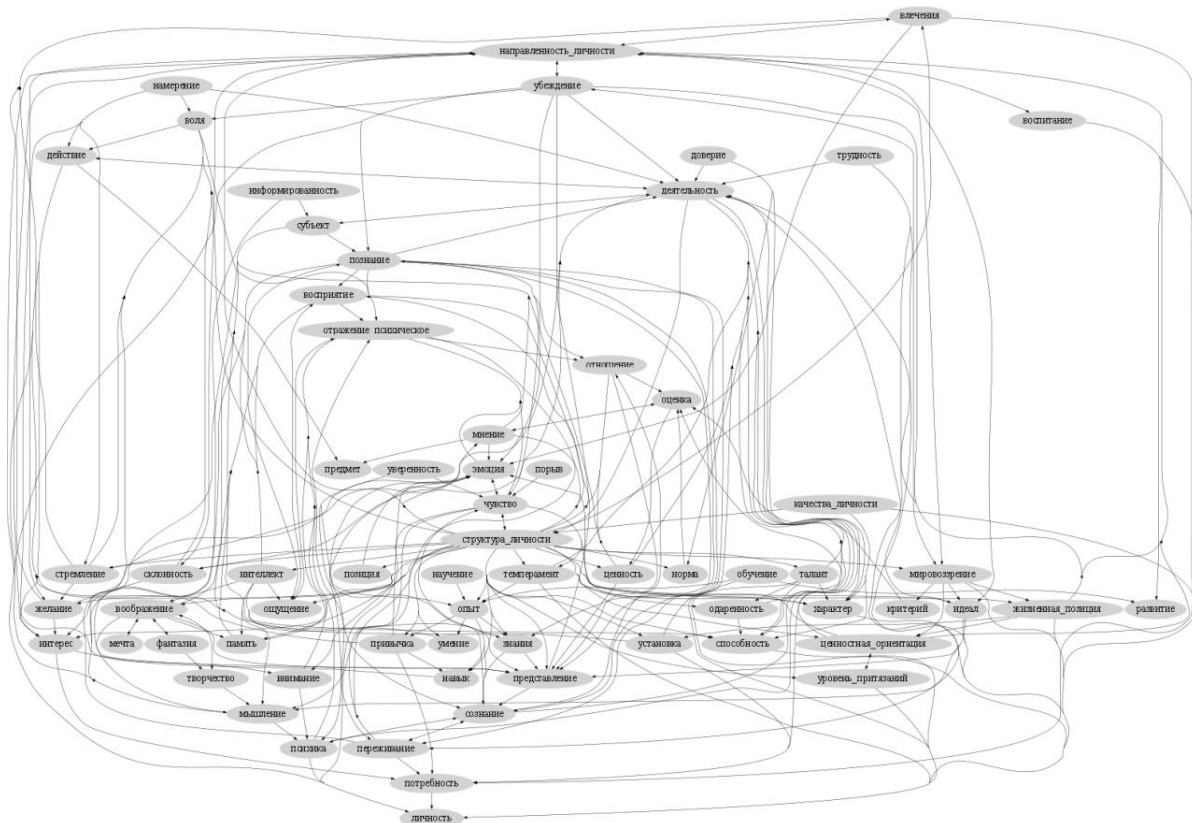 влечения
направленность_личности
намерение
убеждение
воля
воспитание
действие
доверие
трудность
информированность
деятельность
субъект
познание
восприятие
отражение_психическое
отношение
оценка
мнение
предмет
уверенность
эмоция
порыв
чувство
качества_личности
структура_личности
стремление
склонность
интеллект
позиция
научение
темперамент
ценность
норма
обучение
талант
мировоззрение
желание
воображение
ощущение
опыт
одаренность
характер
критерий
идеал
жизненная_позиция
развитие
интерес
мечта
фантазия
память
привычка
умение
знания
установка
способность
ценностная_ориентация
творчество
внимание
навык
представление
уровень_притязаний
мышление
сознание
психика
переживание
потребность
личность